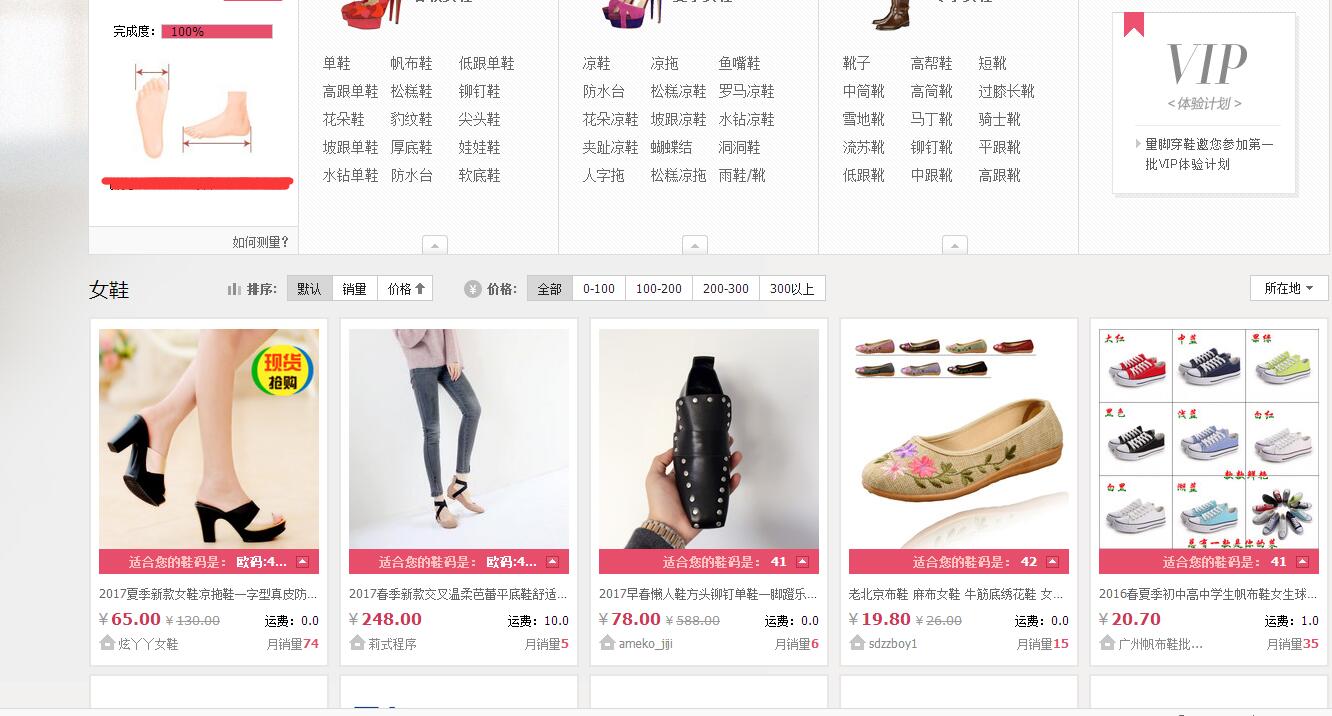 完成度： 100%
如何测量?
单鞋 帆布鞋 低跟单鞋
高跟单鞋 松糕鞋 铆钉鞋
花朵鞋 豹纹鞋 尖头鞋
坡跟单鞋 厚底鞋 娃娃鞋
水钻单鞋 防水台 软底鞋
凉鞋 凉拖 鱼嘴鞋
防水台 松糕凉鞋 罗马凉鞋
花朵凉鞋 坡跟凉鞋 水钻凉鞋
夹趾凉鞋 蝴蝶结 洞洞鞋
人字拖 松糕凉拖 雨鞋/靴
靴子 高帮鞋 短靴
中筒靴 高筒靴 过膝长靴
雪地靴 马丁靴 骑士靴
流苏靴 铆钉靴 平跟靴
低跟靴 中跟靴 高跟靴
VIP
<体验计划>
量脚穿鞋邀您参加第一
批VIP体验计划
女鞋 排序: 默认 销量 价格 ¥ 价格: 全部 0-100 100-200 200-300 300以上 所在地
现货
抢购
适合您的鞋码是： 欧码:4...
2017夏季新款女鞋凉拖鞋一字型真皮防...
¥65.00 ¥130.00 运费：0.0
炫丫丫女鞋 月销量74
适合您的鞋码是： 欧码:4...
2017春季新款交叉温柔芭蕾平底鞋舒适...
¥248.00 运费：10.0
莉式程序 月销量5
适合您的鞋码是： 41
2017早春懒人鞋方头铆钉单鞋一脚蹬乐...
¥78.00 ¥588.00 运费：0.0
ameko_jiji 月销量6
适合您的鞋码是： 42
老北京布鞋 麻布女鞋 牛筋底绣花鞋 女...
¥19.80 ¥26.00 运费：0.0
sdzzboy1 月销量15
大红 中蓝 果绿
黑色 浅蓝 白红
白黑 湖蓝 款款鲜艳
总有一款是你的菜
适合您的鞋码是： 41
2016春夏季初中高中学生帆布鞋女生球...
¥20.70 运费：1.0
广州帆布鞋批... 月销量35